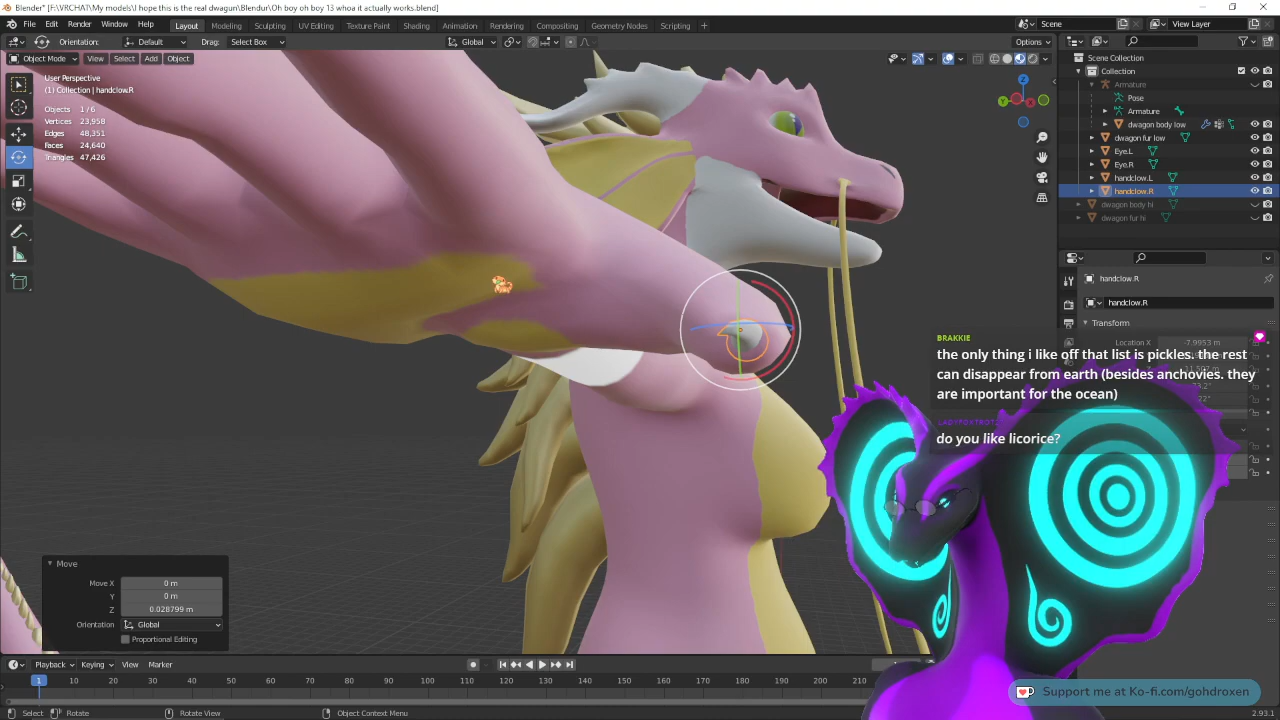 Blender* [F:\VRCHAT\My models\I hope this is the real dwagon\Blendur\Oh boy oh boy 13 whoa it actually works.blend]
File Edit Render Window Help Layout Modeling Sculpting UV Editing Texture Paint Shading Animation Rendering Compositing Geometry Nodes Scripting + Scene View Layer
Orientation: Default Drag: Select Box Global Options
Object Mode View Select Add Object
User Perspective
(1) Collection | handclow.R
Objects 1/6
Vertices 23,958
Edges 48,351
Faces 24,640
Triangles 47,426
Scene Collection
Collection
Armature
Pose
Armature
dwagon body low
dwagon fur low
Eye.L
Eye.R
handclow.L
handclow.R
dwagon body hi
dwagon fur hi
handclow.R
handclow.R
Transform
Location X -7.9953 m
BRAKKIE
the only thing i like off that list is pickles. the rest
can disappear from earth (besides anchovies. they
are important for the ocean)
LADYFOXTROT
do you like licorice?
Move
Move X 0 m
Y 0 m
Z 0.028799 m
Orientation Global
Proportional Editing
Playback Keying View Marker
1 10 20 30 40 50 60 70 80 90 100 110 120 130 140 150 160 170 180 190 200 210
Support me at Ko-fi.com/gohdroxen
Select Rotate Rotate View Object Context Menu 2.93.1